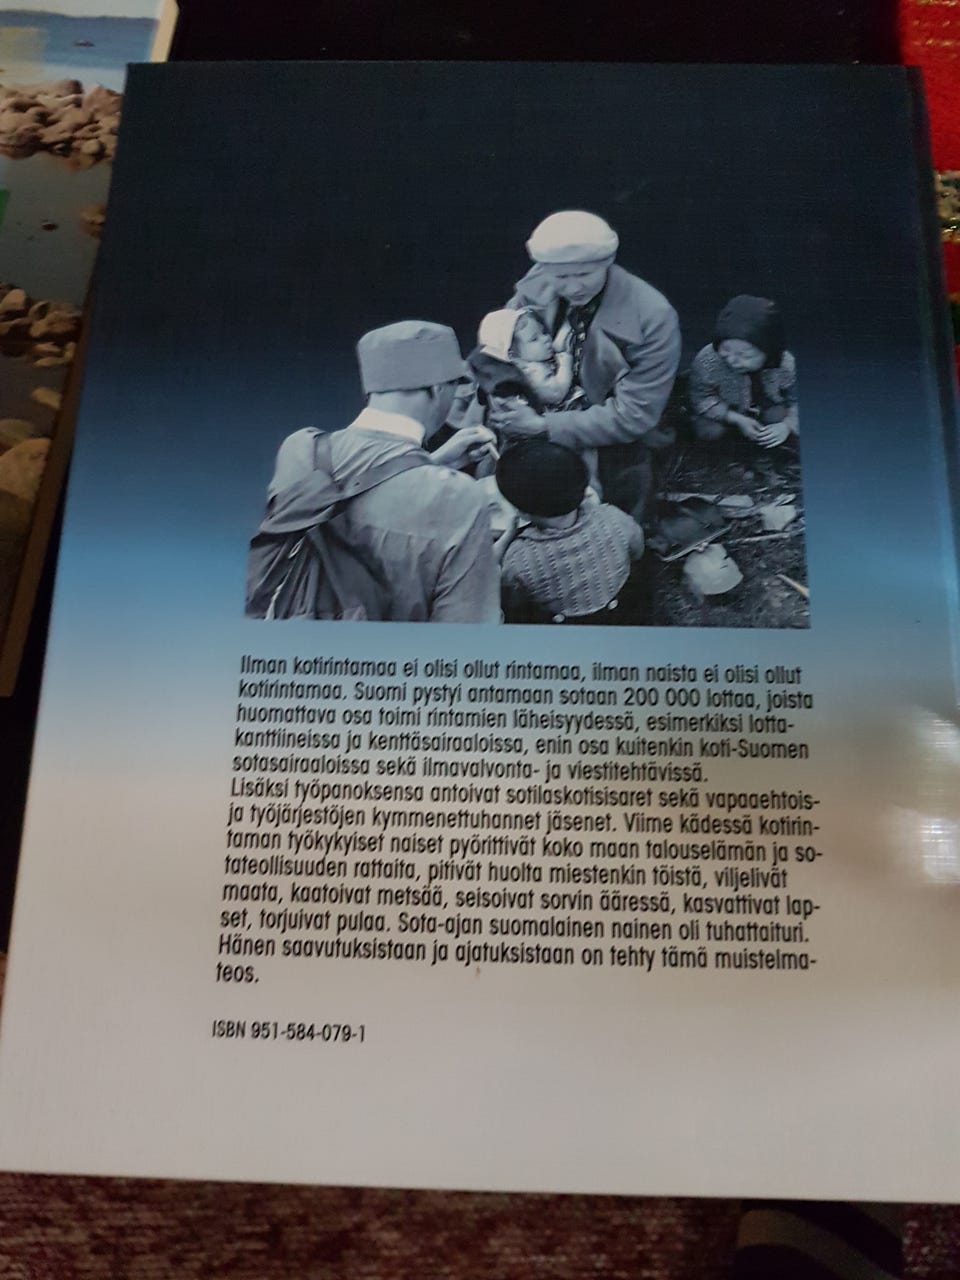 Ilman kotirintamaa ei olisi ollut rintamaa, ilman naista ei olisi ollut
kotirintamaa. Suomi pystyi antamaan sotaan 200 000 lottaa, joista
huomattava osa toimi rintamien läheisyydessä, esimerkiksi lotta-
kanttiineissa ja kenttäsairaaloissa, enin osa kuitenkin koti-Suomen
sotasairaaloissa sekä ilmavalvonta- ja viestitehtävissä.
Lisäksi työpanoksensa antoivat sotilaskotisisaret sekä vapaaehtois-
ja työjärjestöjen kymmenettuhannet jäsenet. Viime kädessä kotirin-
taman työkykyiset naiset pyörittivät koko maan talouselämän ja so-
tateollisuuden rattaita, pitivät huolta miestenkin töistä, viljelivät
maata, kaatoivat metsää, seisoivat sorvin ääressä, kasvattivat lap-
set, torjuivat pulaa. Sota-ajan suomalainen nainen oli tuhattaituri.
Hänen saavutuksistaan ja ajatuksistaan on tehty tämä muistelma-
teos.
ISBN 951-584-079-1